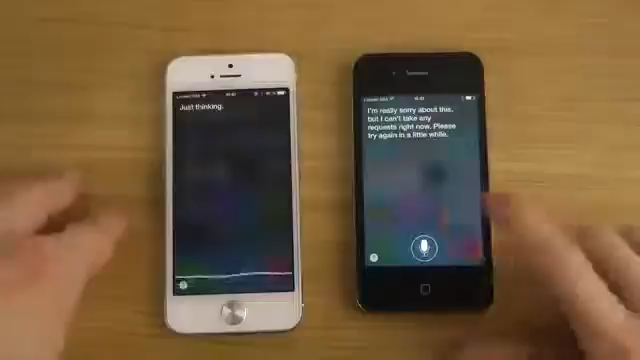 Just thinking.
I'm really sorry about this,
but I can't take any
requests right now. Please
try again in a little while.